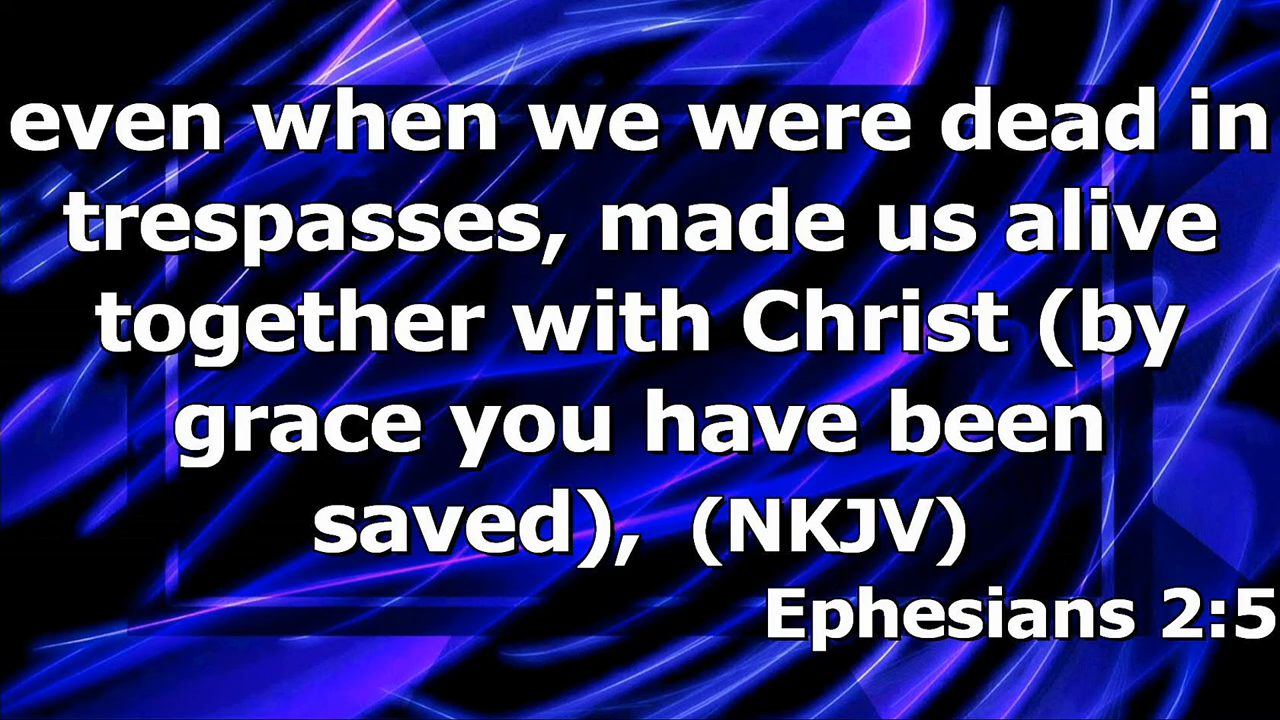 even when we were dead in
trespasses, made us alive
together with Christ (by
grace you have been
saved), (NKJV)
Ephesians 2:5